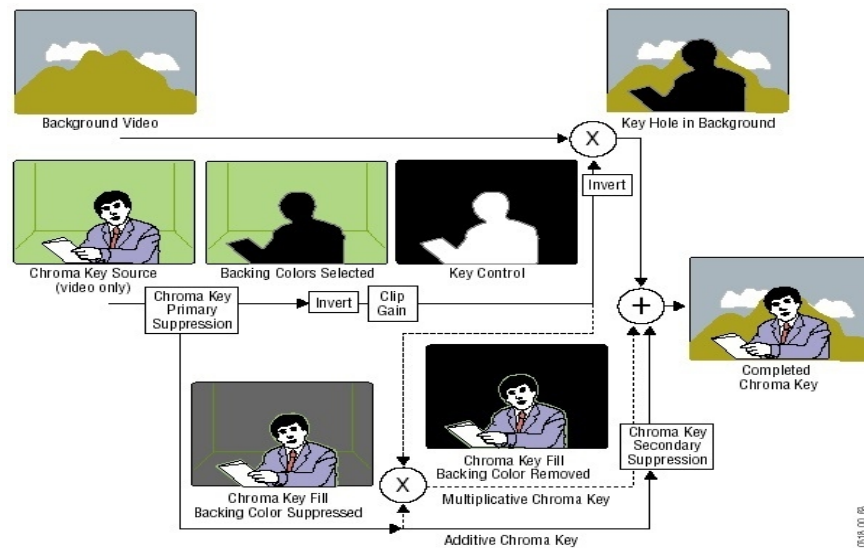 Background Video
Key Hole in Background
X
Invert
Chroma Key Source
(video only)
Backing Colors Selected
Key Control
Chroma Key
Primary
Suppression
Invert
Clip
Gain
+
Completed
Chroma Key
Chroma Key Fill
Backing Color Removed
Chroma Key
Secondary
Suppression
Chroma Key Fill
Backing Color Suppressed
X
Multiplicative Chroma Key
Additive Chroma Key